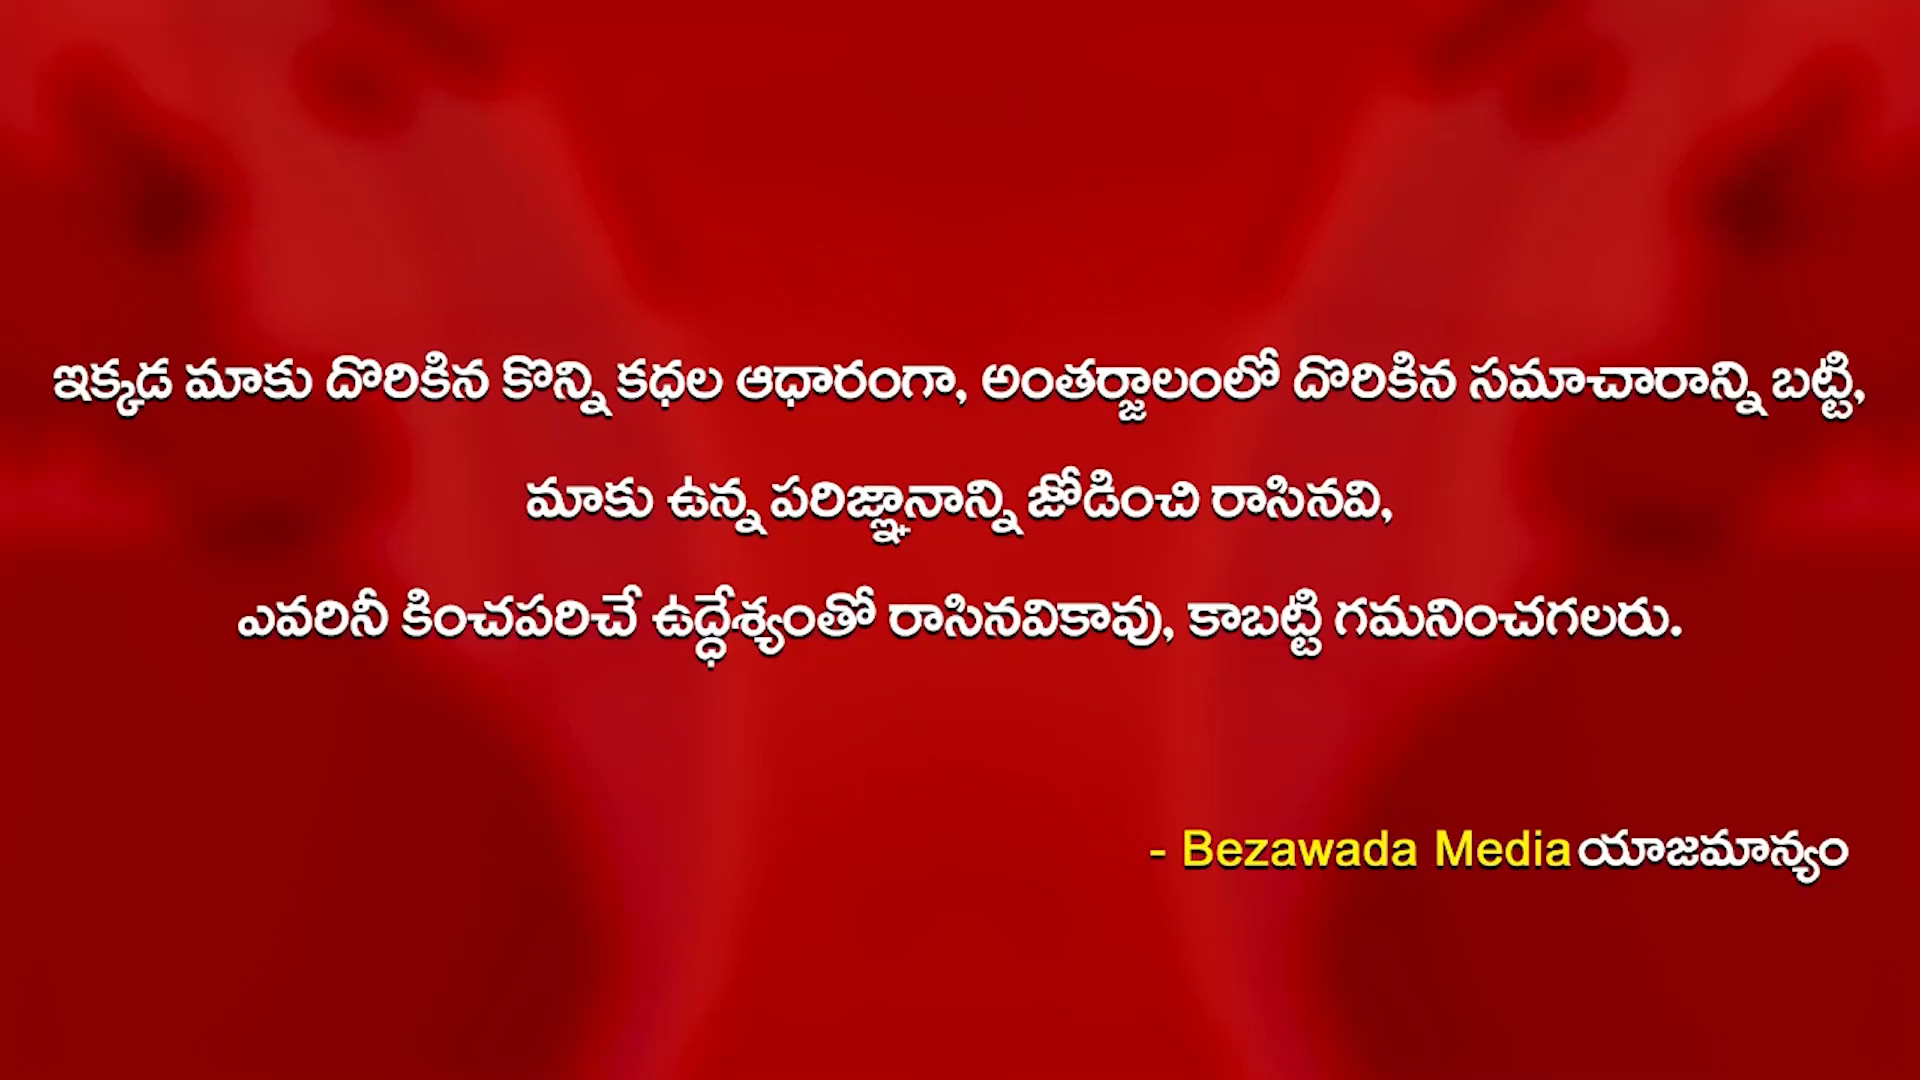 ఇక్కడ మాకు దొరికిన కొన్ని కధల ఆధారంగా, అంతర్జాలంలో దొరికిన సమాచారాన్ని బట్టి,
మాకు ఉన్న పరిజ్ఞానాన్ని జోడించి రాసినవి,
ఎవరినీ కించపరిచే ఉద్ధేశ్యంతో రాసినవికావు, కాబట్టి గమనించగలరు.
- Bezawada Media యాజమాన్యం